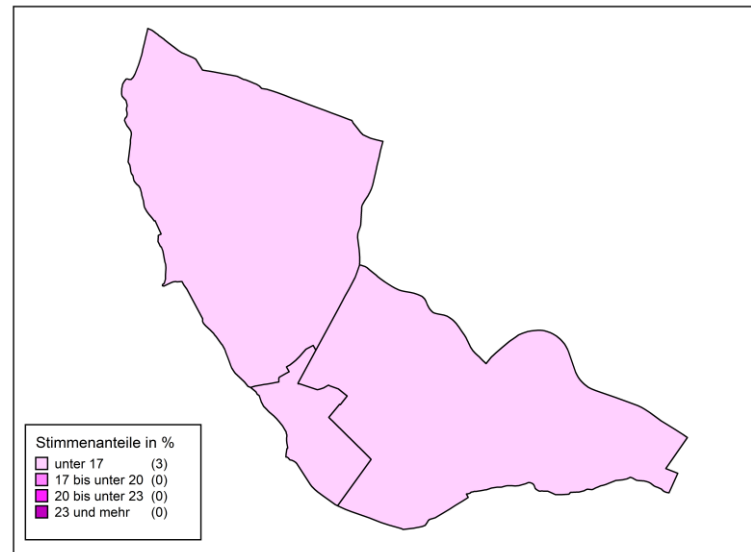 Stimmenanteile in %
unter 17 (3)
17 bis unter 20 (0)
20 bis unter 23 (0)
23 und mehr (0)